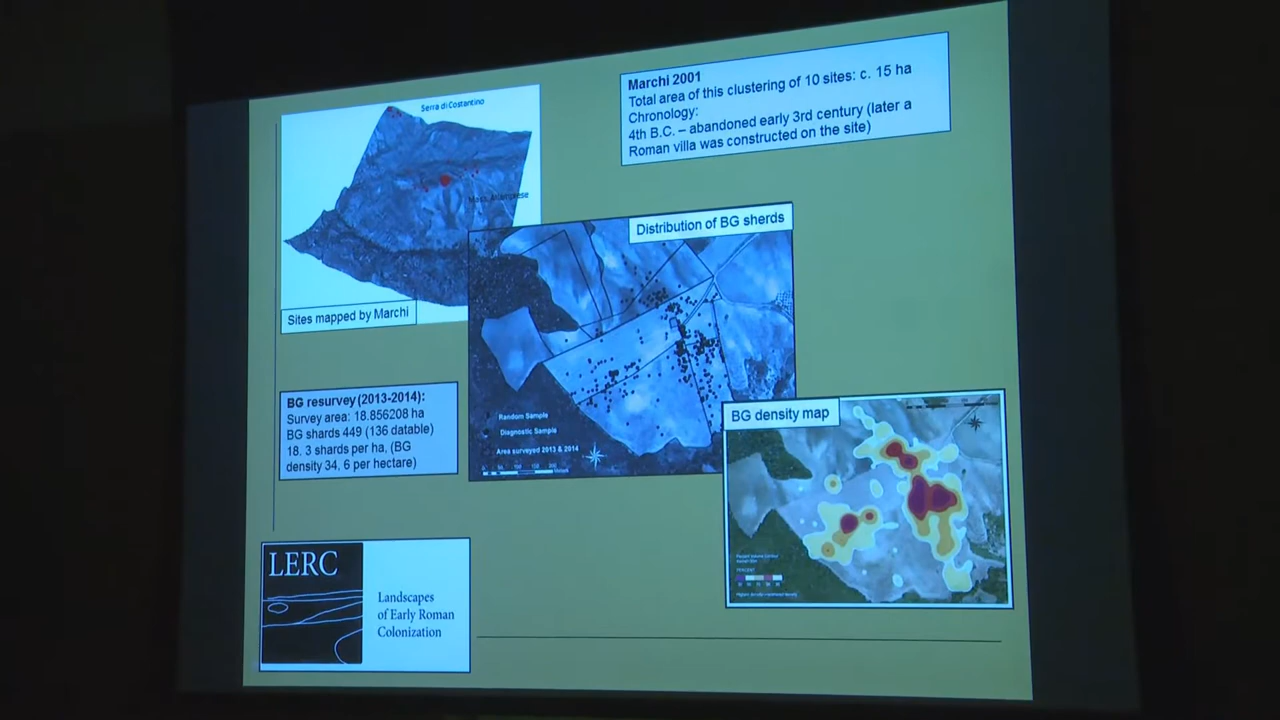 Serra di Costantino
Sites mapped by Marchi
Marchi 2001
Total area of this clustering of 10 sites: c. 15 ha
Chronology:
4th B.C. – abandoned early 3rd century (later a
Roman villa was constructed on the site)
Distribution of BG sherds
Random Sample
Diagnostic Sample
Area surveyed 2013 & 2014
BG resurvey (2013-2014):
Survey area: 18.856208 ha
BG shards 449 (136 datable)
18. 3 shards per ha, (BG
density 34, 6 per hectare)
BG density map
LERC
Landscapes
of Early Roman
Colonization